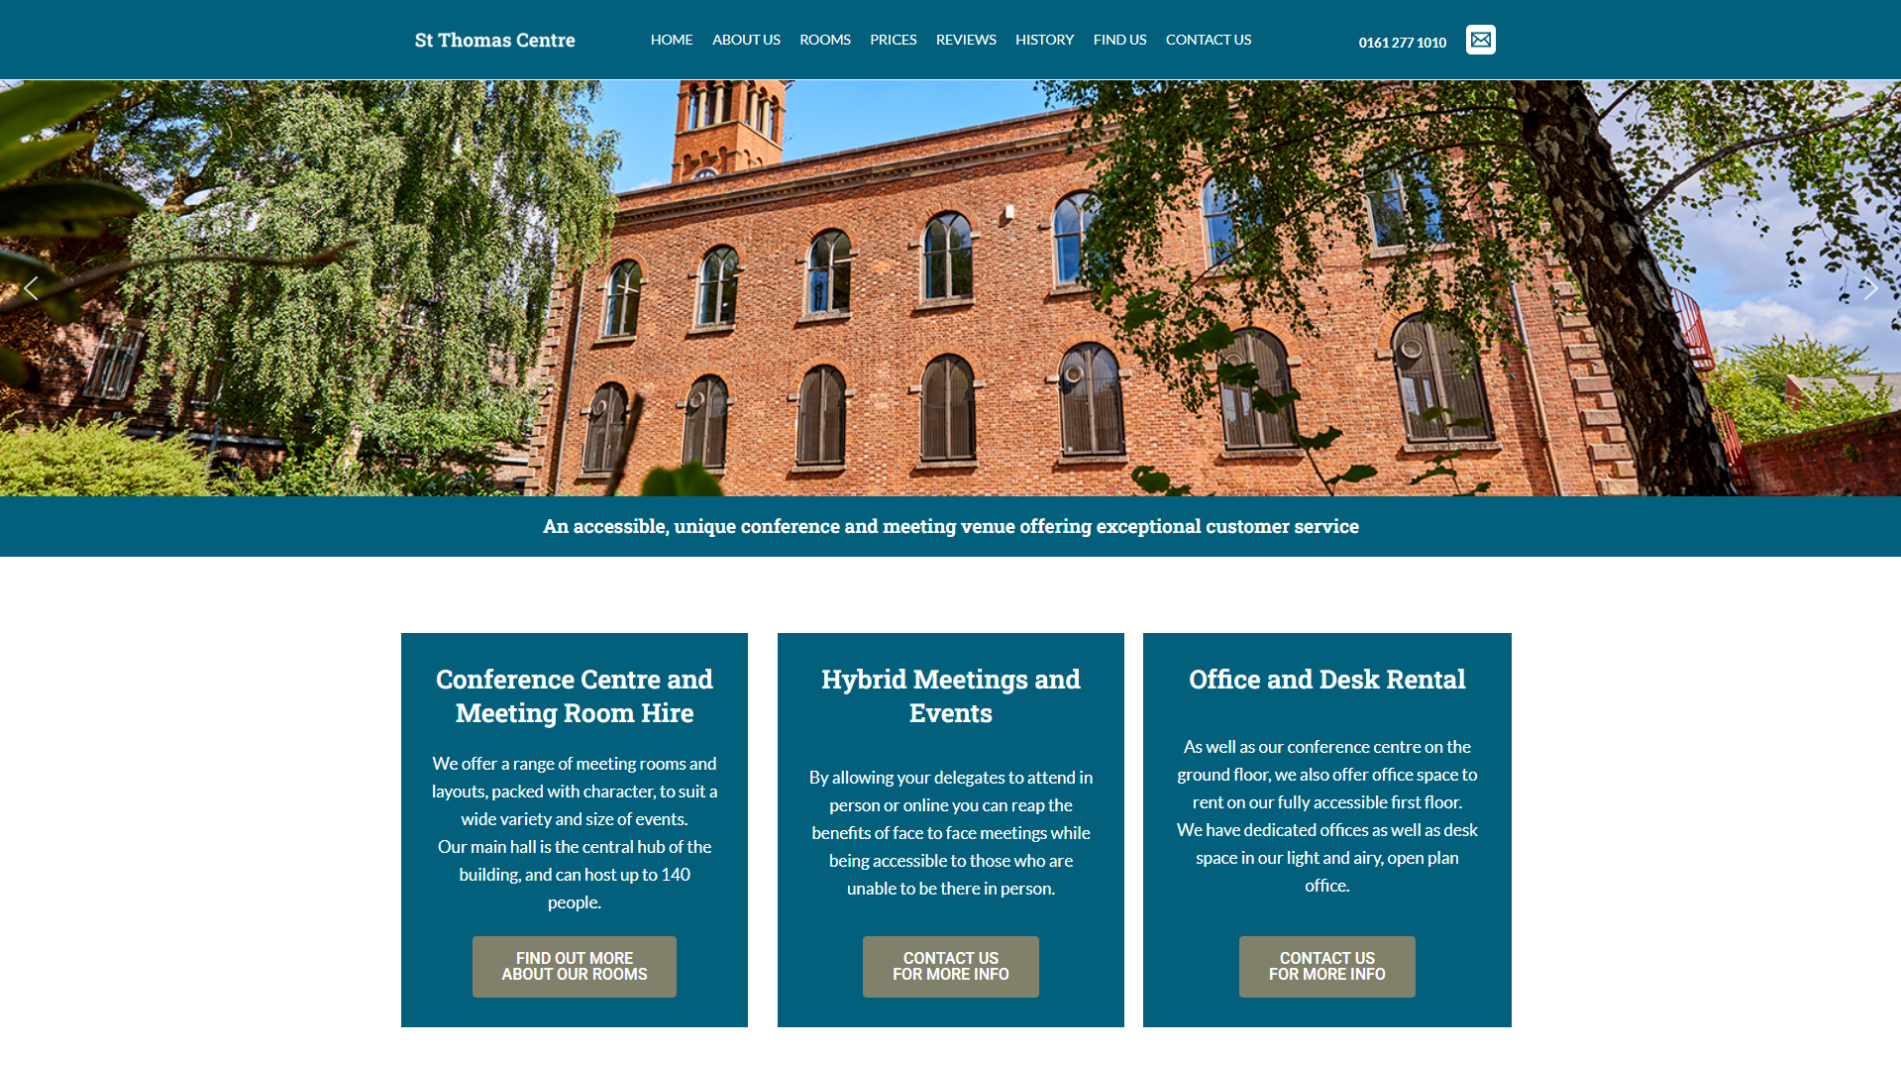 St Thomas Centre
HOME ABOUT US ROOMS PRICES REVIEWS HISTORY FIND US CONTACT US
0161 277 1010
An accessible, unique conference and meeting venue offering exceptional customer service
Conference Centre and
Meeting Room Hire
We offer a range of meeting rooms and
layouts, packed with character, to suit a
wide variety and size of events.
Our main hall is the central hub of the
building, and can host up to 140
people.
FIND OUT MORE
ABOUT OUR ROOMS
Hybrid Meetings and
Events
By allowing your delegates to attend in
person or online you can reap the
benefits of face to face meetings while
being accessible to those who are
unable to be there in person.
CONTACT US
FOR MORE INFO
Office and Desk Rental
As well as our conference centre on the
ground floor, we also offer office space to
rent on our fully accessible first floor.
We have dedicated offices as well as desk
space in our light and airy, open plan
office.
CONTACT US
FOR MORE INFO